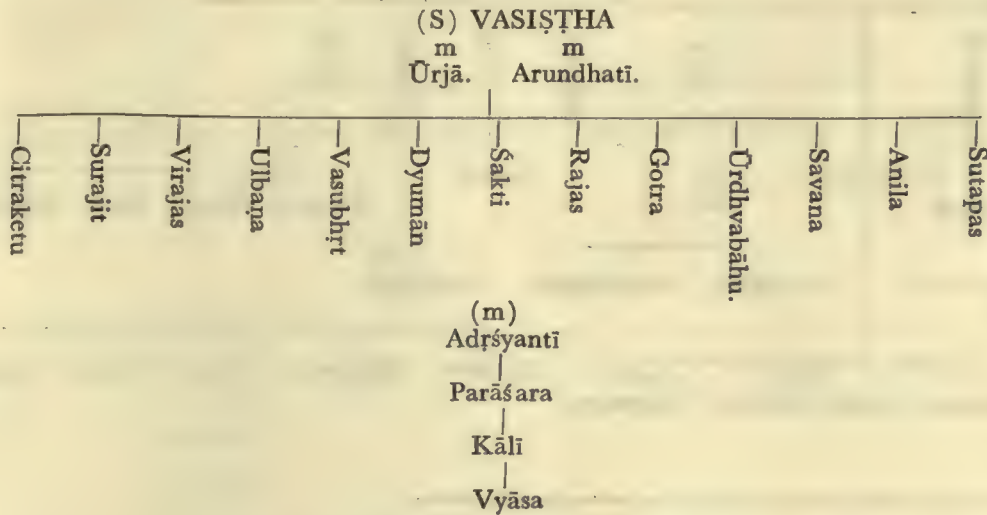 (S) VASIṢṬHA
m m
Ūrjā. Arundhatī.
Citraketu
Surajit
Virajas
Ulbaṇa
Vasubhṛt
Dyumān
Śakti
Rajas
Gotra
Ūrdhvabāhu.
Savana
Anila
Sutapas
(m)
Adṛśyantī
Parāśara
Kālī
Vyāsa